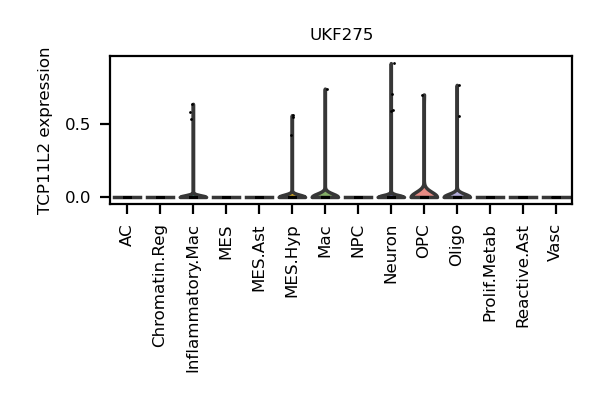 UKF275
TCP11L2 expression
0.5
0.0
AC
Chromatin.Reg
Inflammatory.Mac
MES
MES.Ast
MES.Hyp
Mac
NPC
Neuron
OPC
Oligo
Prolif.Metab
Reactive.Ast
Vasc